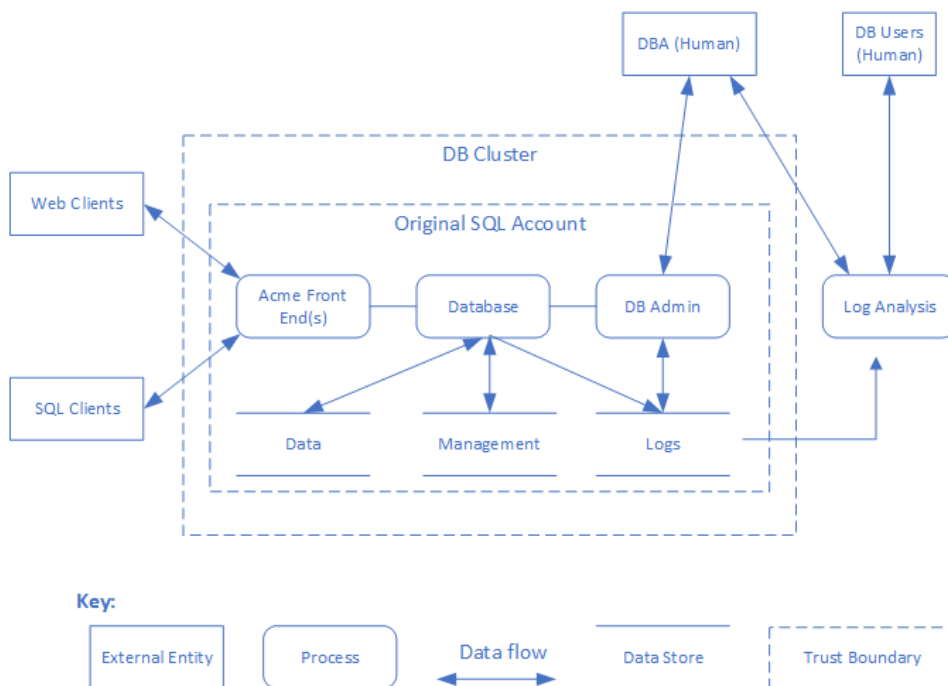 DBA (Human)
DB Users
(Human)
DB Cluster
Web Clients
Original SQL Account
Acme Front
End(s)
Database
DB Admin
Log Analysis
SQL Clients
Data
Management
Logs
Key:
External Entity
Process
Data flow
Data Store
Trust Boundary